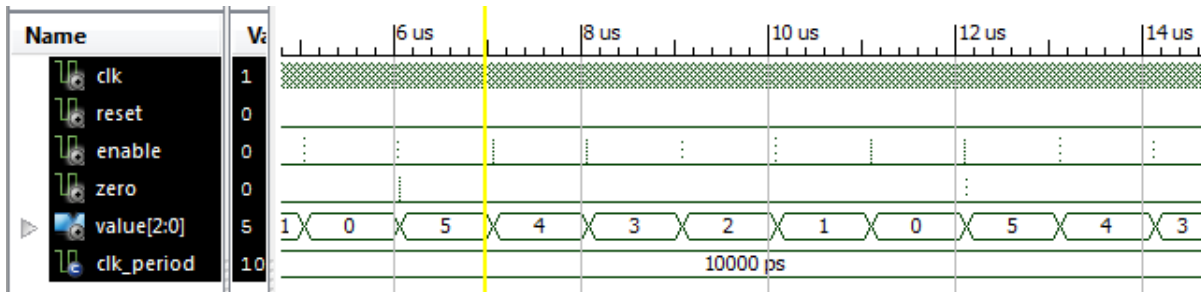 Name Va 6 us 8 us 10 us 12 us 14 us
clk 1
reset 0
enable 0
zero 0
value[2:0] 5 1 0 5 4 3 2 1 0 5 4 3
clk_period 10 10000 ps